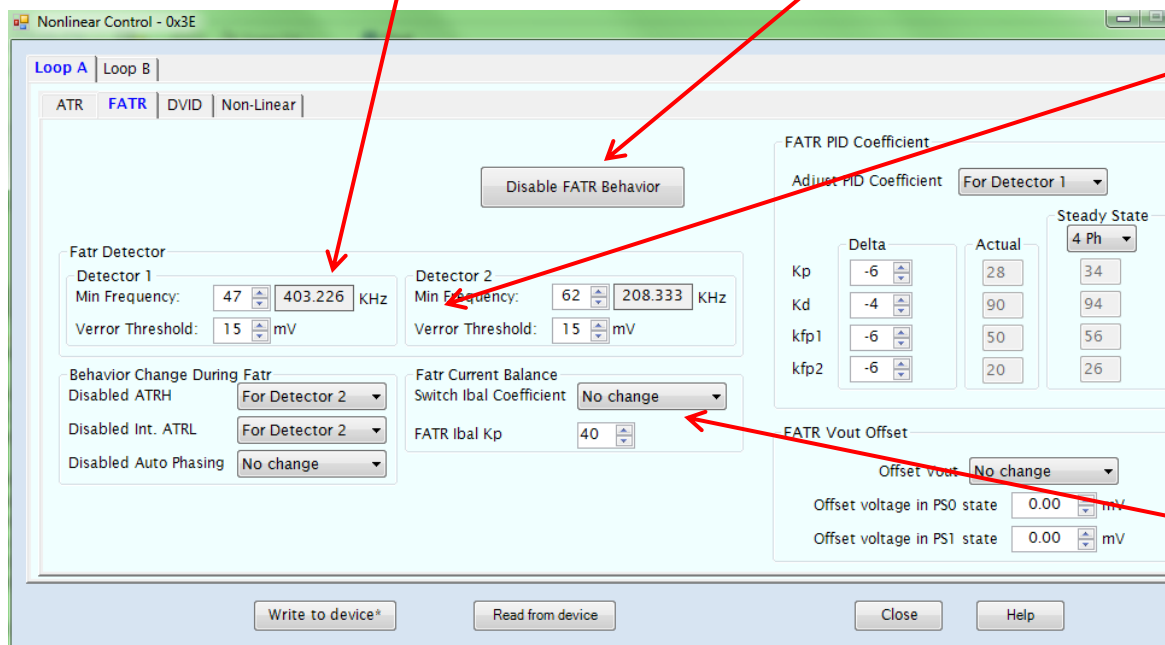 Nonlinear Control - 0x3E
Loop A Loop B
ATR FATR DVID Non-Linear
Disable FATR Behavior
Fatr Detector
Detector 1
Min Frequency: 47 403.226 KHz
Verror Threshold: 15 mV
Detector 2
Min Frequency: 62 208.333 KHz
Verror Threshold: 15 mV
Behavior Change During Fatr
Disabled ATRH For Detector 2
Disabled Int. ATRL For Detector 2
Disabled Auto Phasing No change
Fatr Current Balance
Switch Ibal Coefficient No change
FATR Ibal Kp 40
FATR PID Coefficient
Adjust PID Coefficient For Detector 1
Delta Actual Steady State
4 Ph
Kp -6 28 34
Kd -4 90 94
kfp1 -6 50 56
kfp2 -6 20 26
FATR Vout Offset
Offset Vout No change
Offset voltage in PS0 state 0.00 mV
Offset voltage in PS1 state 0.00 mV
Write to device* Read from device Close Help